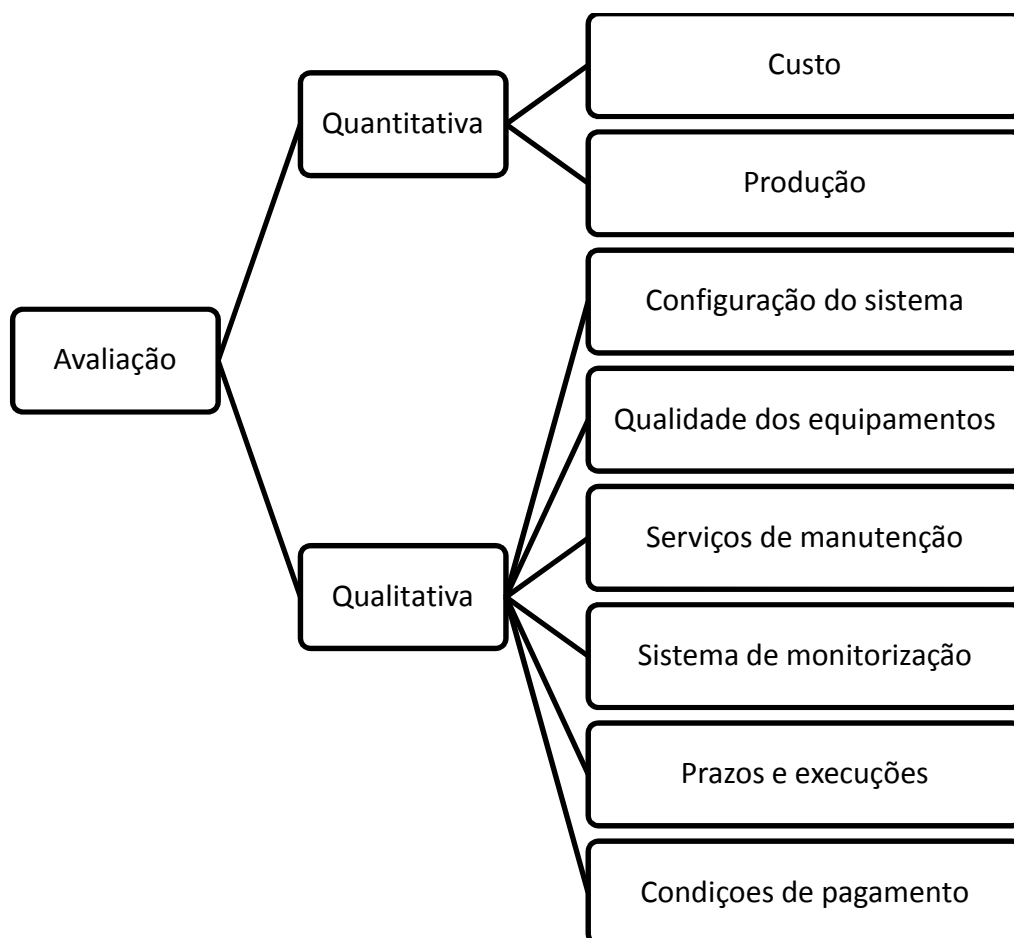 Custo
Quantitativa
Produção
Configuração do sistema
Avaliação
Qualidade dos equipamentos
Serviços de manutenção
Qualitativa
Sistema de monitorização
Prazos e execuções
Condiçoes de pagamento